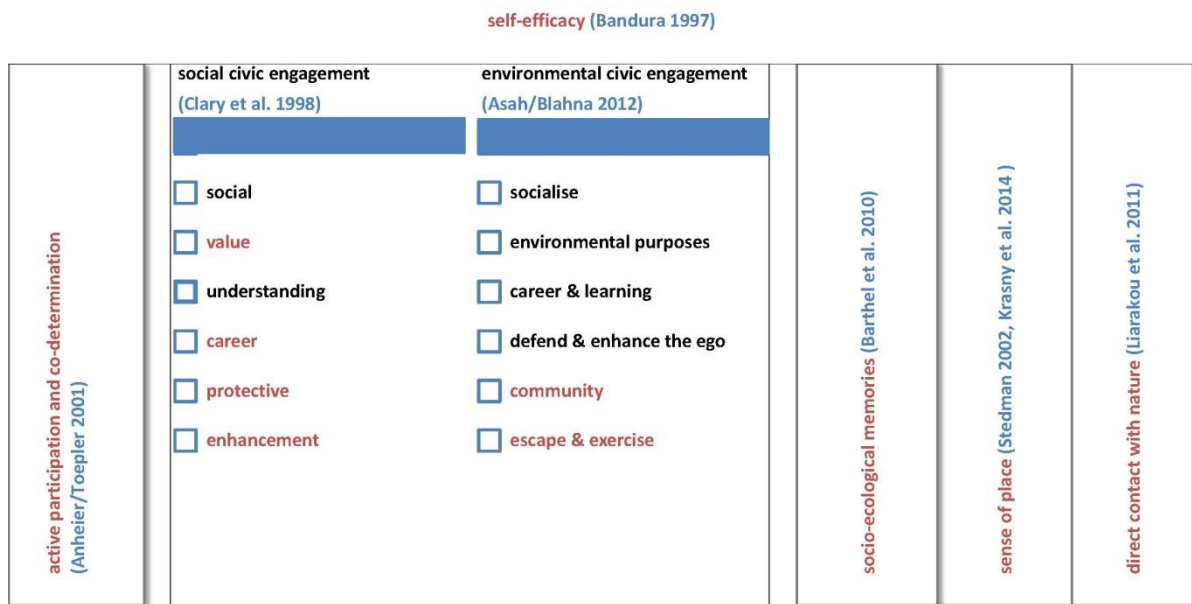 self-efficacy (Bandura 1997)
active participation and co-determination
(Anheier/Toepler 2001)
social civic engagement
(Clary et al. 1998)
social
value
understanding
career
protective
enhancement
environmental civic engagement
(Asah/Blahna 2012)
socialise
environmental purposes
career & learning
defend & enhance the ego
community
escape & exercise
socio-ecological memories (Barthel et al. 2010)
sense of place (Stedman 2002, Krasny et al. 2014 )
direct contact with nature (Liarakou et al. 2011)